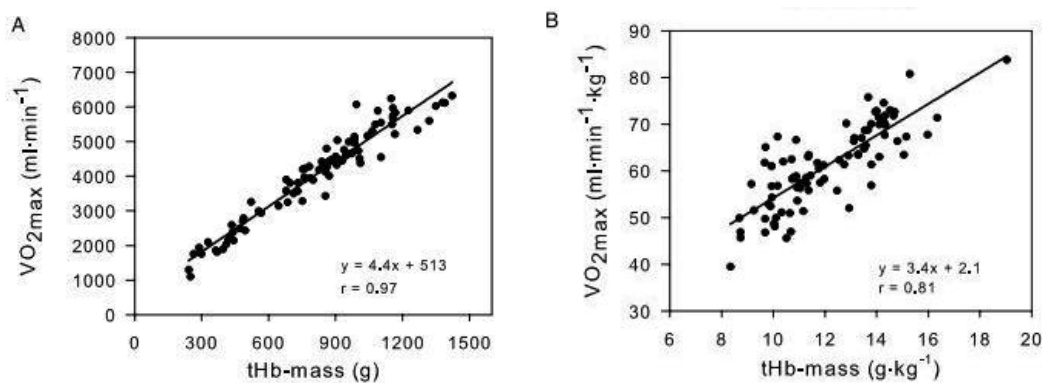 A
VO2max (ml·min⁻¹)
8000
7000
6000
5000
4000
3000
2000
1000
0
y = 4.4x + 513
r = 0.97
0 300 600 900 1200 1500
tHb-mass (g)
B
VO2max (ml·min⁻¹·kg⁻¹)
90
80
70
60
50
40
30
y = 3.4x + 2.1
r = 0.81
6 8 10 12 14 16 18 20
tHb-mass (g·kg⁻¹)